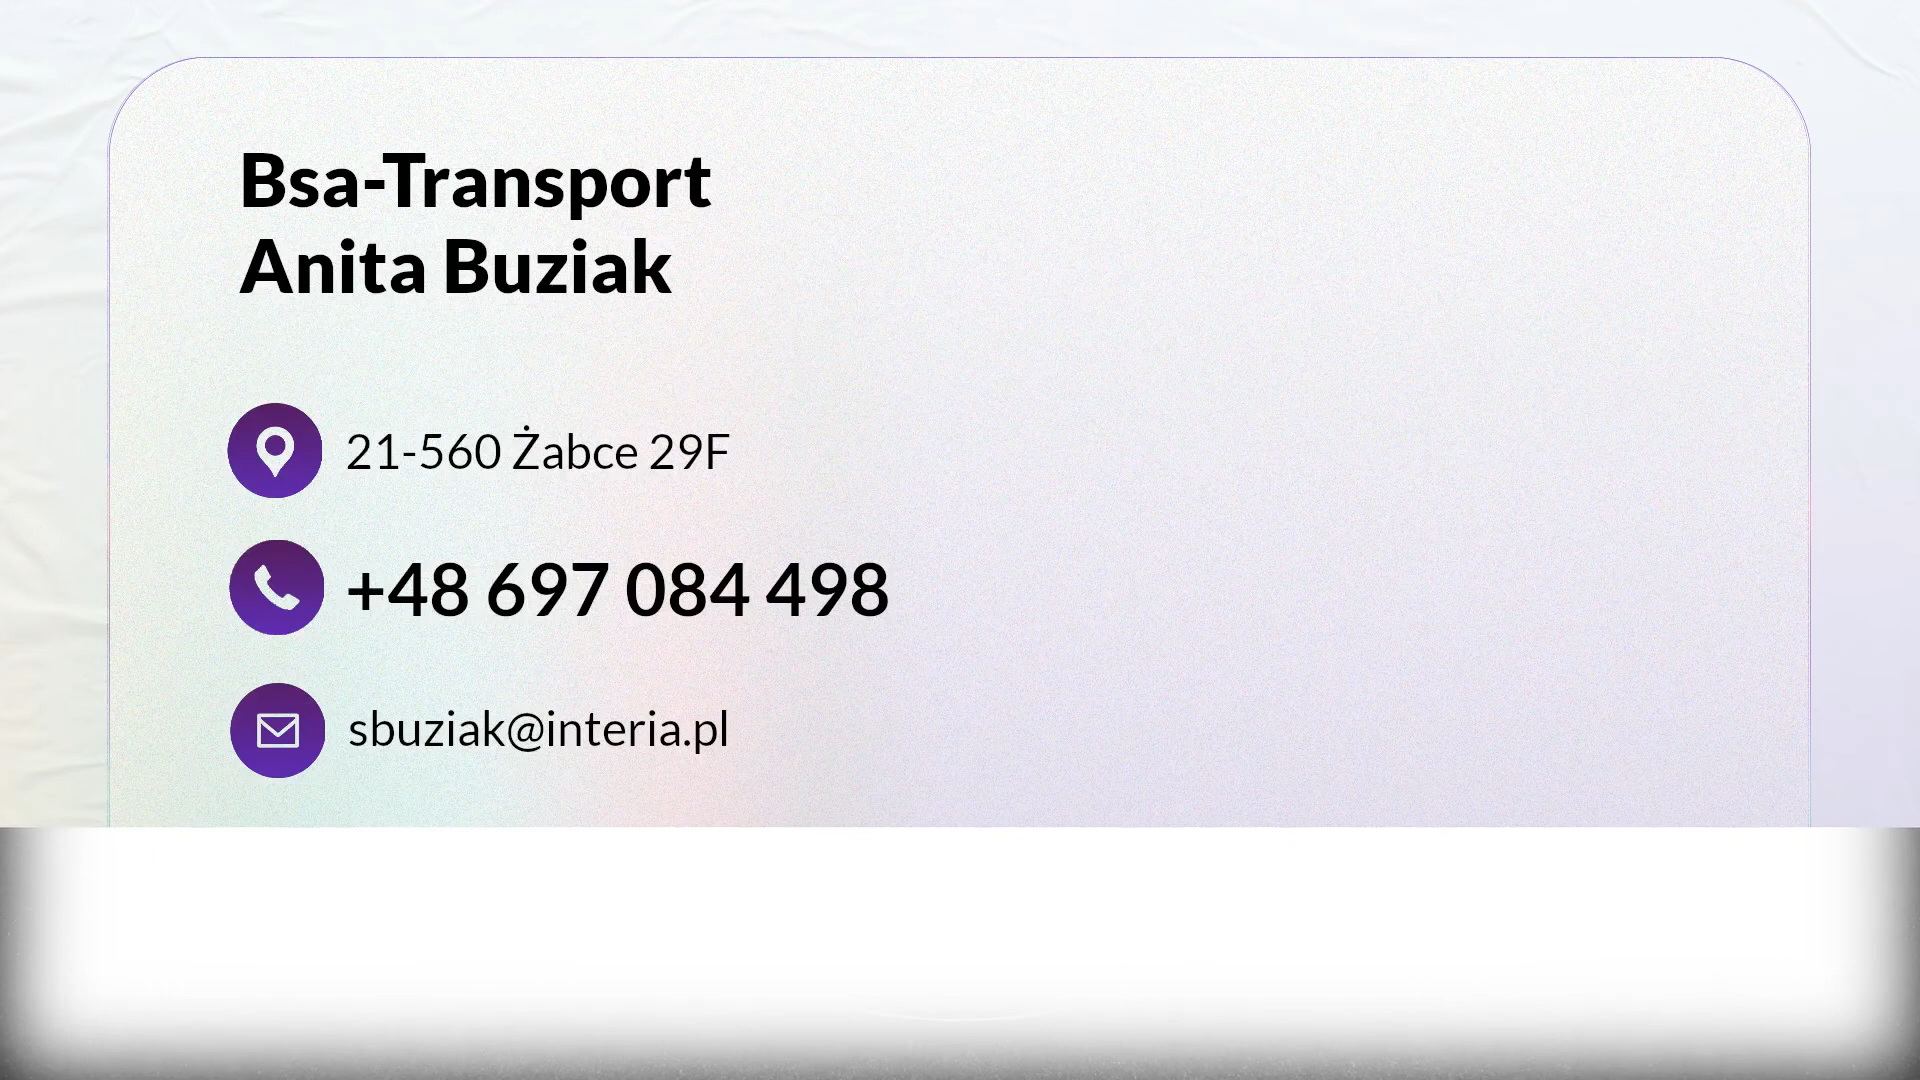 Bsa-Transport
Anita Buziak
21-560 Żabce 29F
+48 697 084 498
sbuziak@interia.pl